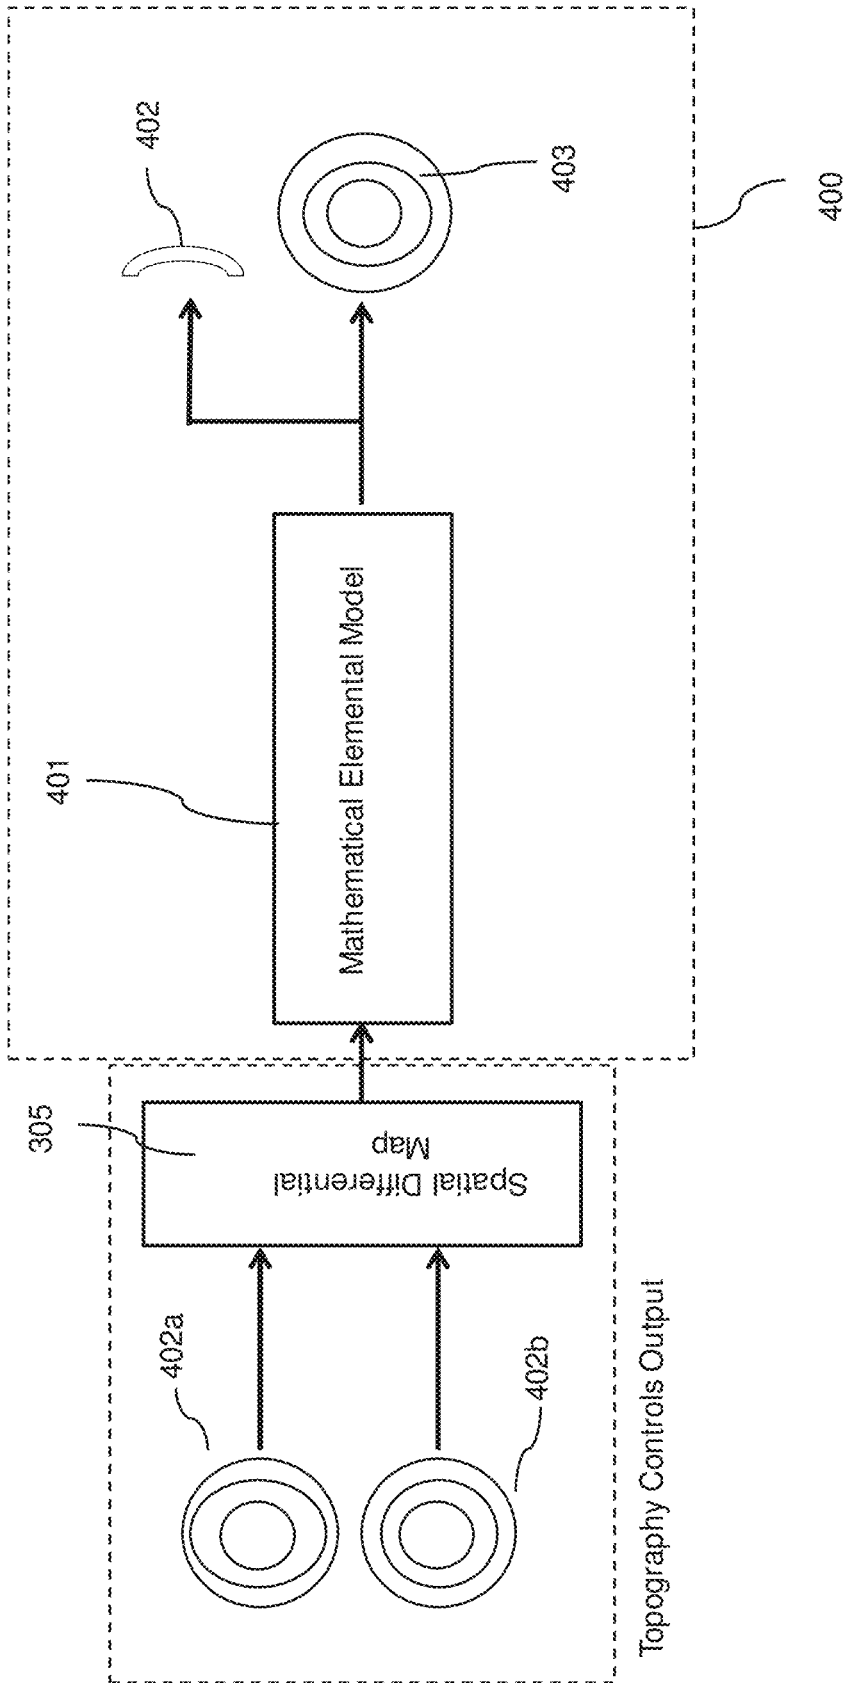 402a
402b
Topography Controls Output
305
Spatial Differential
Map
401
Mathematical Elemental Model
402
403
400